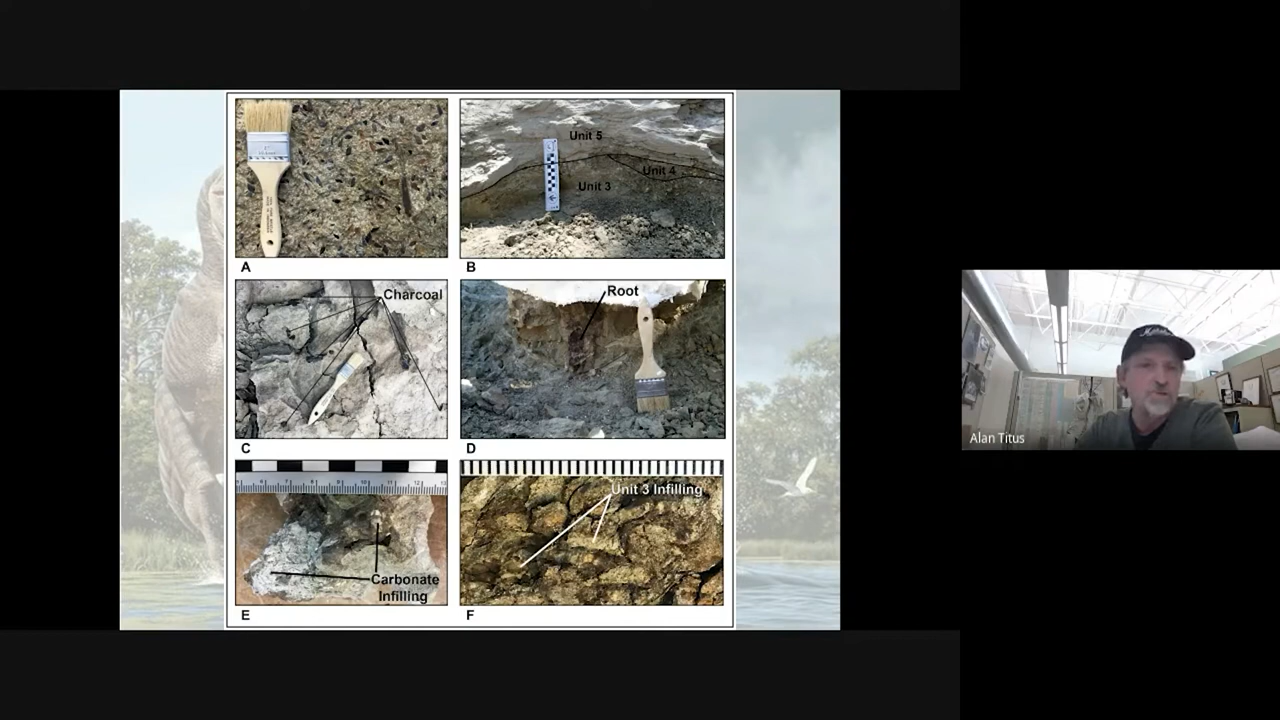 A
Unit 5
Unit 4
Unit 3
B
Charcoal
C
Root
D
Carbonate
Infilling
E
Unit 3 Infilling
F
Alan Titus